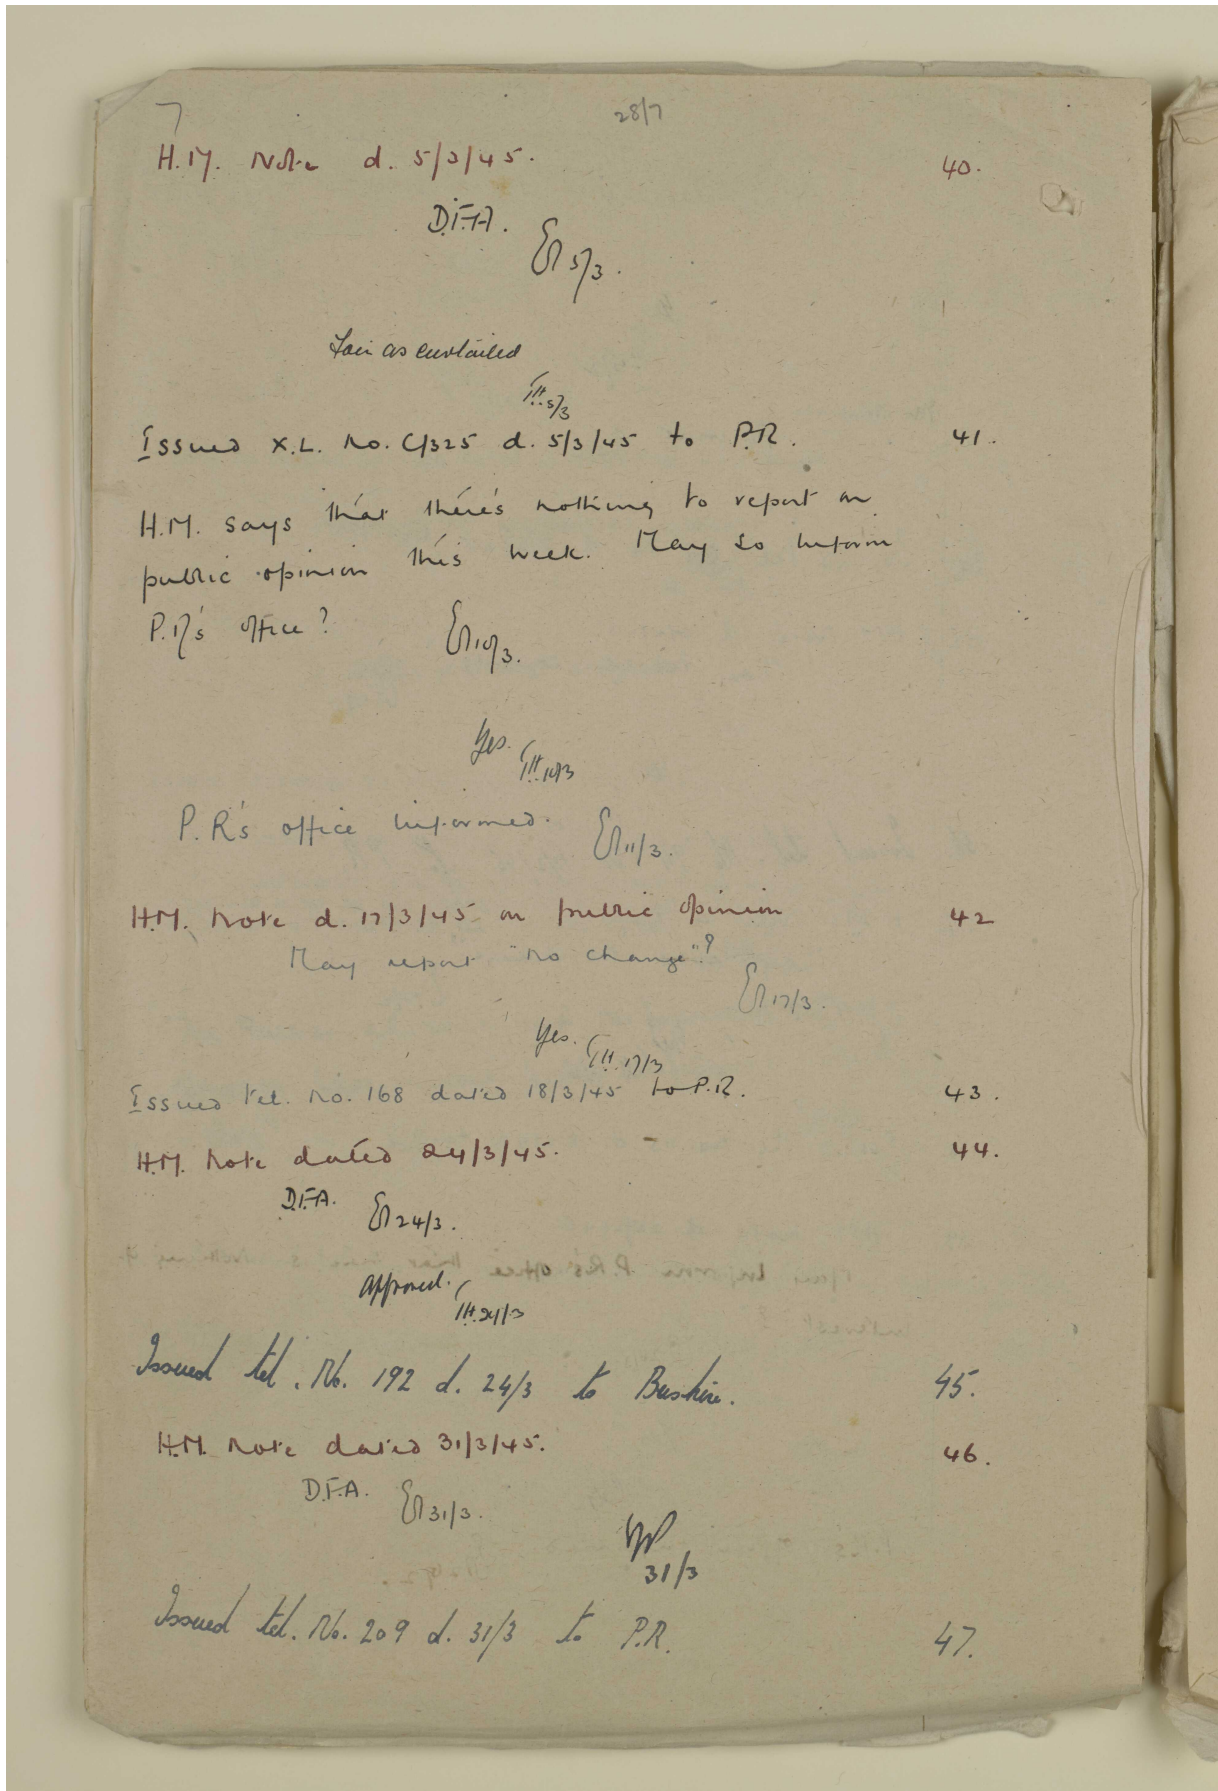 7
28/7
H.M. Note d. 5/3/45. 40.
D.F.A.
5/3.
Fair as curtailed
5/3
Issued X.L. No. C/325 d. 5/3/45 to P.R. 41.
H.M. says that there's nothing to report on
public opinion this week. May so inform
P.R's office?
10/3.
Yes.
10/3
P.R's office informed.
11/3.
H.M. Note d. 17/3/45 on public opinion 42
May report "no change"?
17/3.
Yes.
17/3
Issued tel. No. 168 dated 18/3/45 to P.R. 43.
H.M. Note dated 24/3/45. 44.
D.F.A.
24/3.
Approved.
24/3
Issued tel. No. 192 d. 24/3 to Bushire. 45.
H.M. Note dated 31/3/45. 46.
D.F.A.
31/3.
31/3
Issued tel. No. 209 d. 31/3 to P.R. 47.